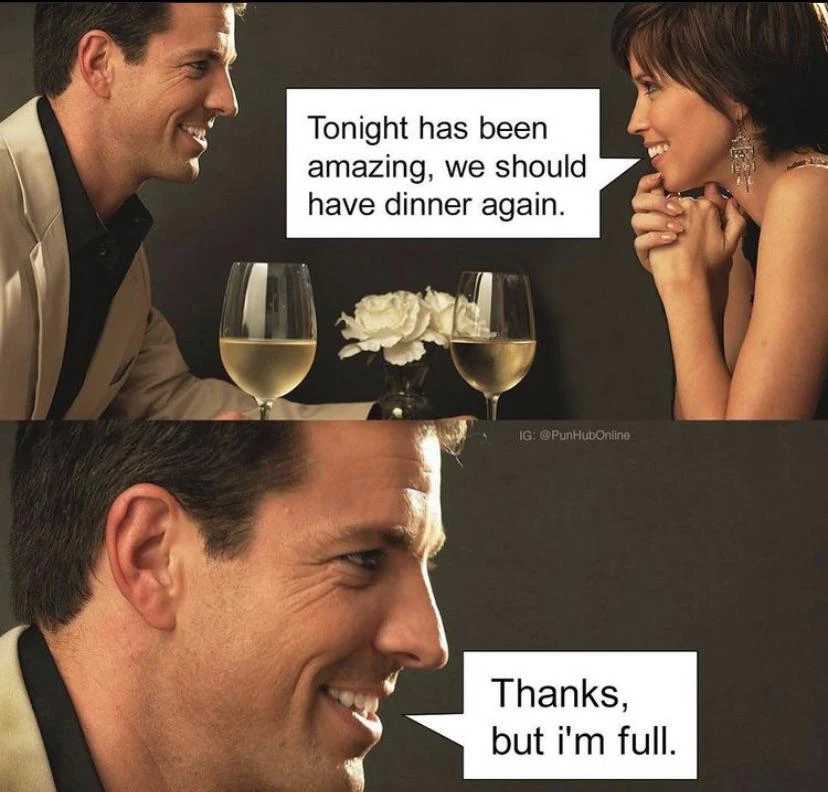 Tonight has been
amazing, we should
have dinner again.
IG: @PunHubOnline
Thanks,
but i'm full.